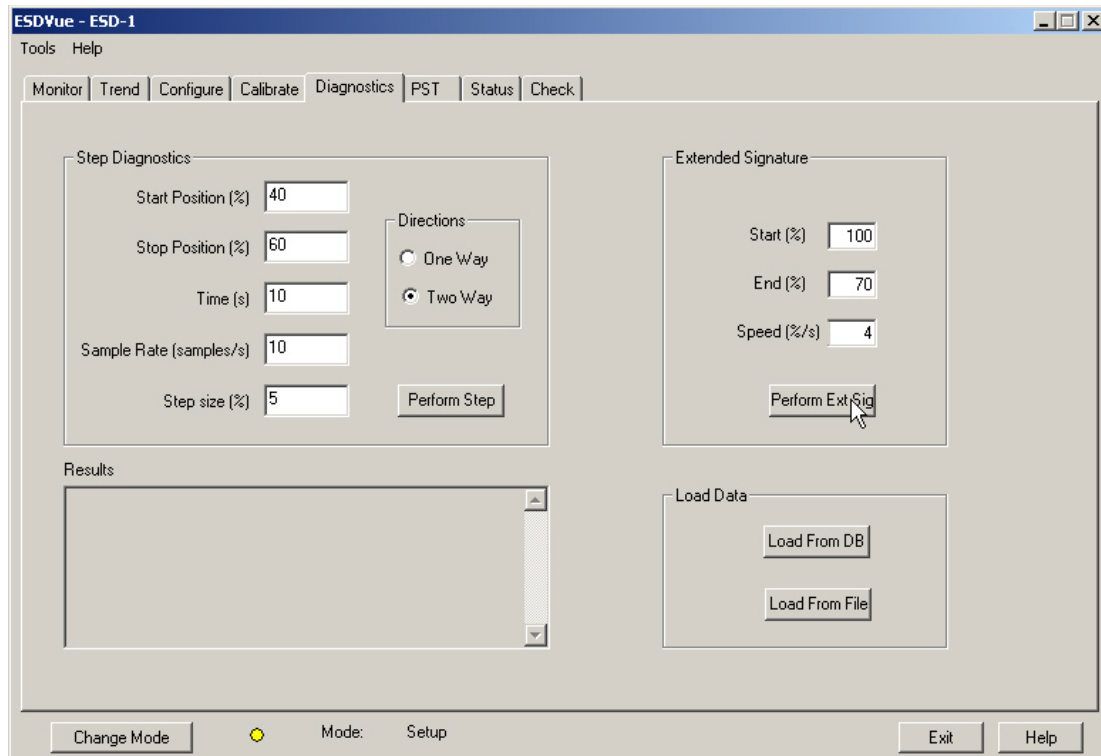 ESDVue - ESD-1
Tools Help
Monitor Trend Configure Calibrate Diagnostics PST Status Check
Step Diagnostics
Start Position (%) 40
Stop Position (%) 60
Time (s) 10
Sample Rate (samples/s) 10
Step size (%) 5
Directions
One Way
Two Way
Perform Step
Extended Signature
Start (%) 100
End (%) 70
Speed (%/s) 4
Perform Ext Sig
Results
Load Data
Load From DB
Load From File
Change Mode Mode: Setup Exit Help